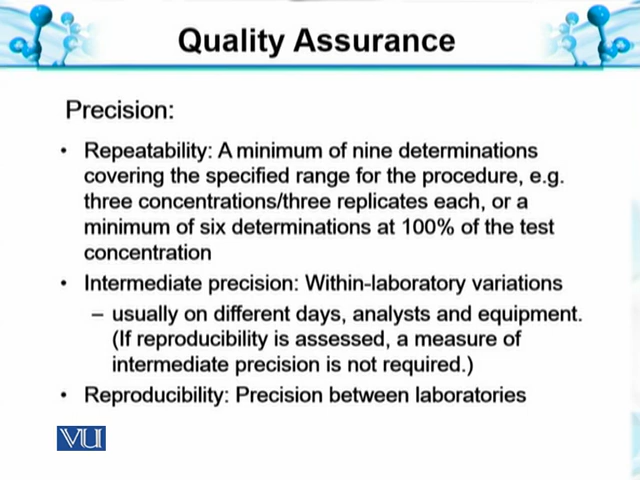 Quality Assurance
Precision:
• Repeatability: A minimum of nine determinations
covering the specified range for the procedure, e.g.
three concentrations/three replicates each, or a
minimum of six determinations at 100% of the test
concentration
• Intermediate precision: Within-laboratory variations
– usually on different days, analysts and equipment.
(If reproducibility is assessed, a measure of
intermediate precision is not required.)
• Reproducibility: Precision between laboratories
VU